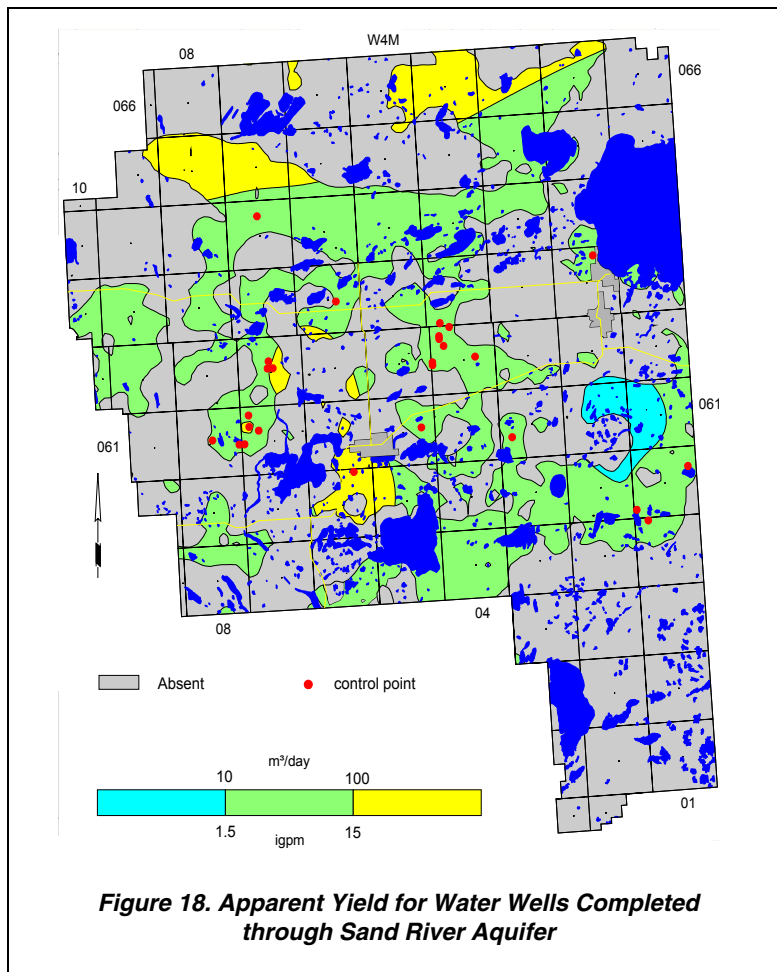 W4M
08
066
066
10
061
061
04
08
Absent
control point
m³/day
10
100
1.5
igpm
15
01
Figure 18. Apparent Yield for Water Wells Completed
through Sand River Aquifer